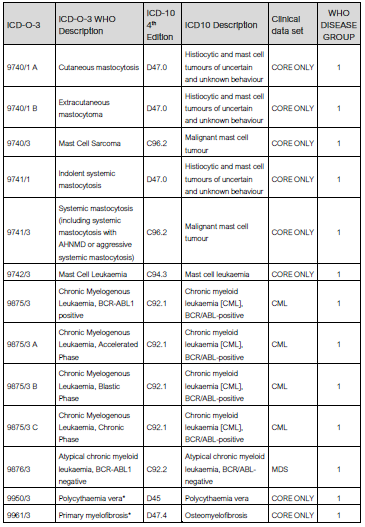 ICD-O-3 ICD-O-3 WHO Description ICD-10 4th Edition ICD10 Description Clinical data set WHO DISEASE GROUP
9740/1 A Cutaneous mastocytosis D47.0 Histiocytic and mast cell tumours of uncertain and unknown behaviour CORE ONLY 1
9740/1 B Extracutaneous mastocytoma D47.0 Histiocytic and mast cell tumours of uncertain and unknown behaviour CORE ONLY 1
9740/3 Mast Cell Sarcoma C96.2 Malignant mast cell tumour CORE ONLY 1
9741/1 Indolent systemic mastocytosis D47.0 Histiocytic and mast cell tumours of uncertain and unknown behaviour CORE ONLY 1
9741/3 Systemic mastocytosis (including systemic mastocytosis with AHNMD or aggressive systemic mastocytosis) C96.2 Malignant mast cell tumour CORE ONLY 1
9742/3 Mast Cell Leukaemia C94.3 Mast cell leukaemia CORE ONLY 1
9875/3 Chronic Myelogenous Leukaemia, BCR-ABL1 positive C92.1 Chronic myeloid leukaemia [CML], BCR/ABL-positive CML 1
9875/3 A Chronic Myelogenous Leukaemia, Accelerated Phase C92.1 Chronic myeloid leukaemia [CML], BCR/ABL-positive CML 1
9875/3 B Chronic Myelogenous Leukaemia, Blastic Phase C92.1 Chronic myeloid leukaemia [CML], BCR/ABL-positive CML 1
9875/3 C Chronic Myelogenous Leukaemia, Chronic Phase C92.1 Chronic myeloid leukaemia [CML], BCR/ABL-positive CML 1
9876/3 Atypical chronic myeloid leukaemia, BCR-ABL1 negative C92.2 Atypical chronic myeloid leukaemia, BCR/ABL-negative MDS 1
9950/3 Polycythaemia vera* D45 Polycythaemia vera CORE ONLY 1
9961/3 Primary myelofibrosis* D47.4 Osteomyelofibrosis CORE ONLY 1